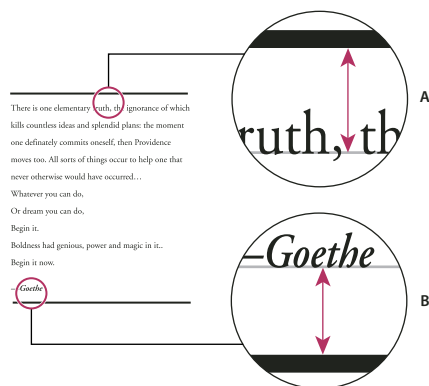 There is one elementary truth, the ignorance of which
kills countless ideas and splendid plans: the moment
one definately commits oneself, then Providence
moves too. All sorts of things occur to help one that
never otherwise would have occurred…
Whatever you can do,
Or dream you can do,
Begin it.
Boldness had genious, power and magic in it..
Begin it now.
–Goethe
ruth, th
A
–Goethe
B